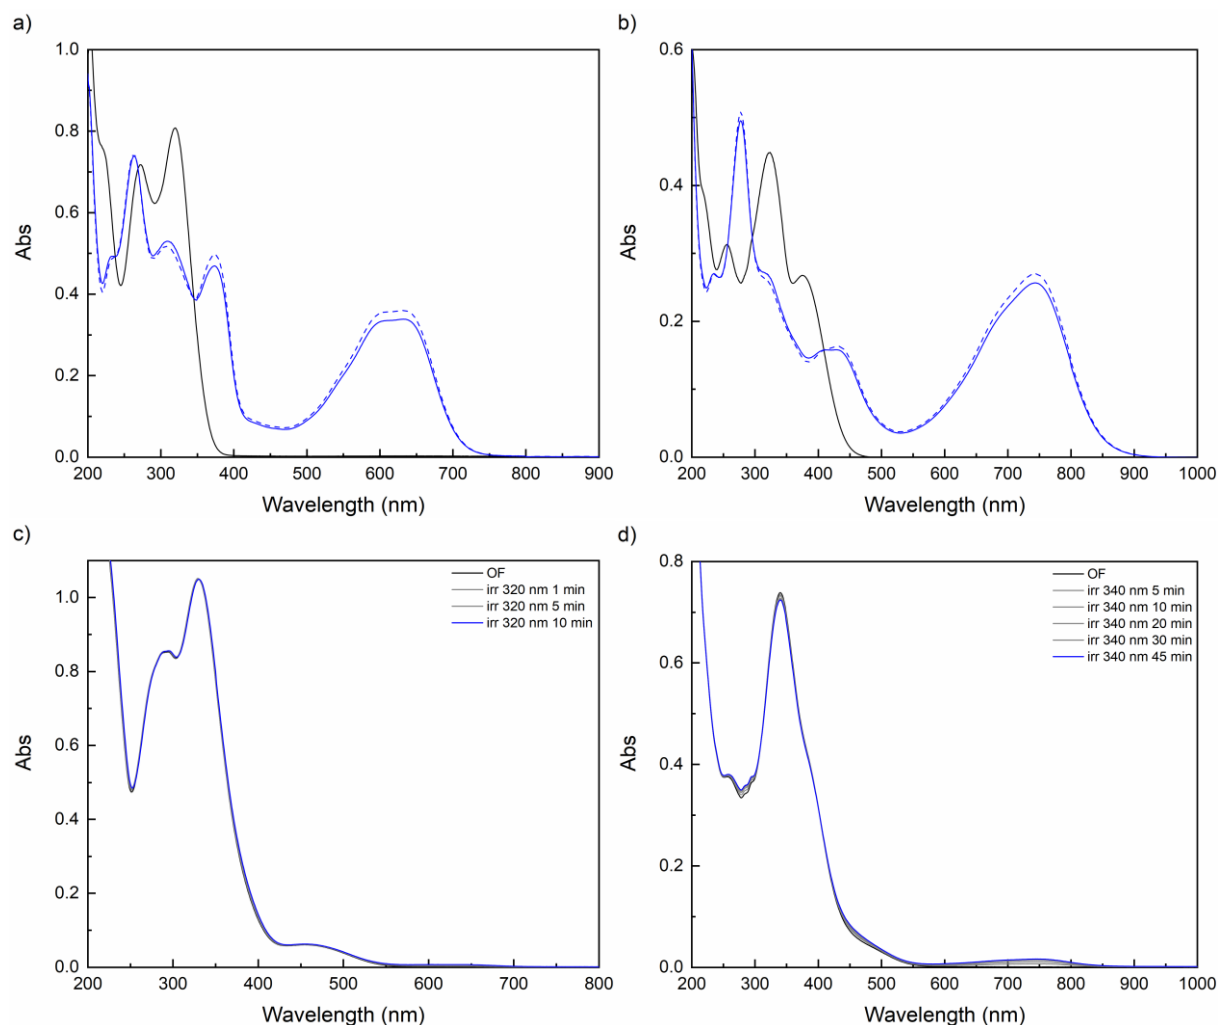 a)
1.0
0.8
0.6
0.4
0.2
0.0
Abs
200 300 400 500 600 700 800 900
Wavelength (nm)
b)
0.6
0.4
0.2
0.0
Abs
200 300 400 500 600 700 800 900 1000
Wavelength (nm)
c)
1.0
0.8
0.6
0.4
0.2
0.0
Abs
OF
irr 320 nm 1 min
irr 320 nm 5 min
irr 320 nm 10 min
200 300 400 500 600 700 800
Wavelength (nm)
d)
0.8
0.6
0.4
0.2
0.0
Abs
OF
irr 340 nm 5 min
irr 340 nm 10 min
irr 340 nm 20 min
irr 340 nm 30 min
irr 340 nm 45 min
200 300 400 500 600 700 800 900 1000
Wavelength (nm)